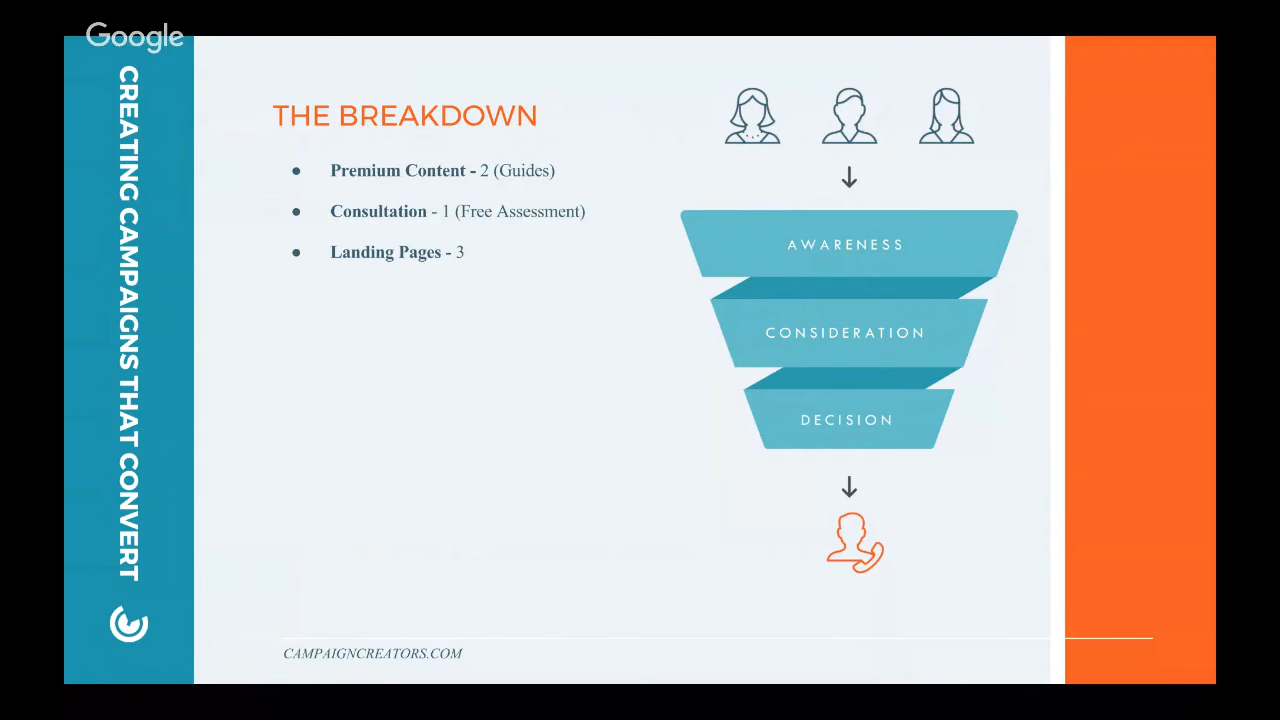 Google
CREATING CAMPAIGNS THAT CONVERT
THE BREAKDOWN
● Premium Content - 2 (Guides)
● Consultation - 1 (Free Assessment)
● Landing Pages - 3
AWARENESS
CONSIDERATION
DECISION
CAMPAIGNCREATORS.COM